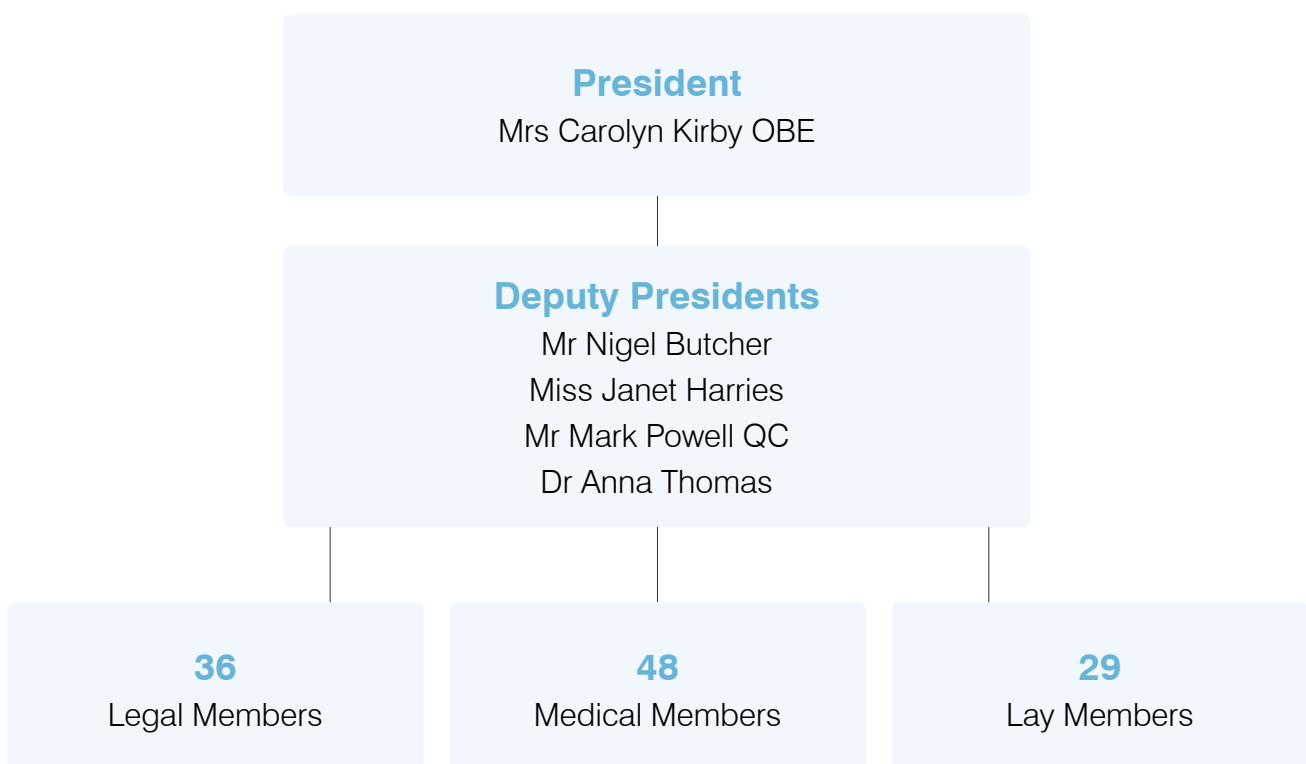 President
Mrs Carolyn Kirby OBE
Deputy Presidents
Mr Nigel Butcher
Miss Janet Harries
Mr Mark Powell QC
Dr Anna Thomas
36
Legal Members
48
Medical Members
29
Lay Members